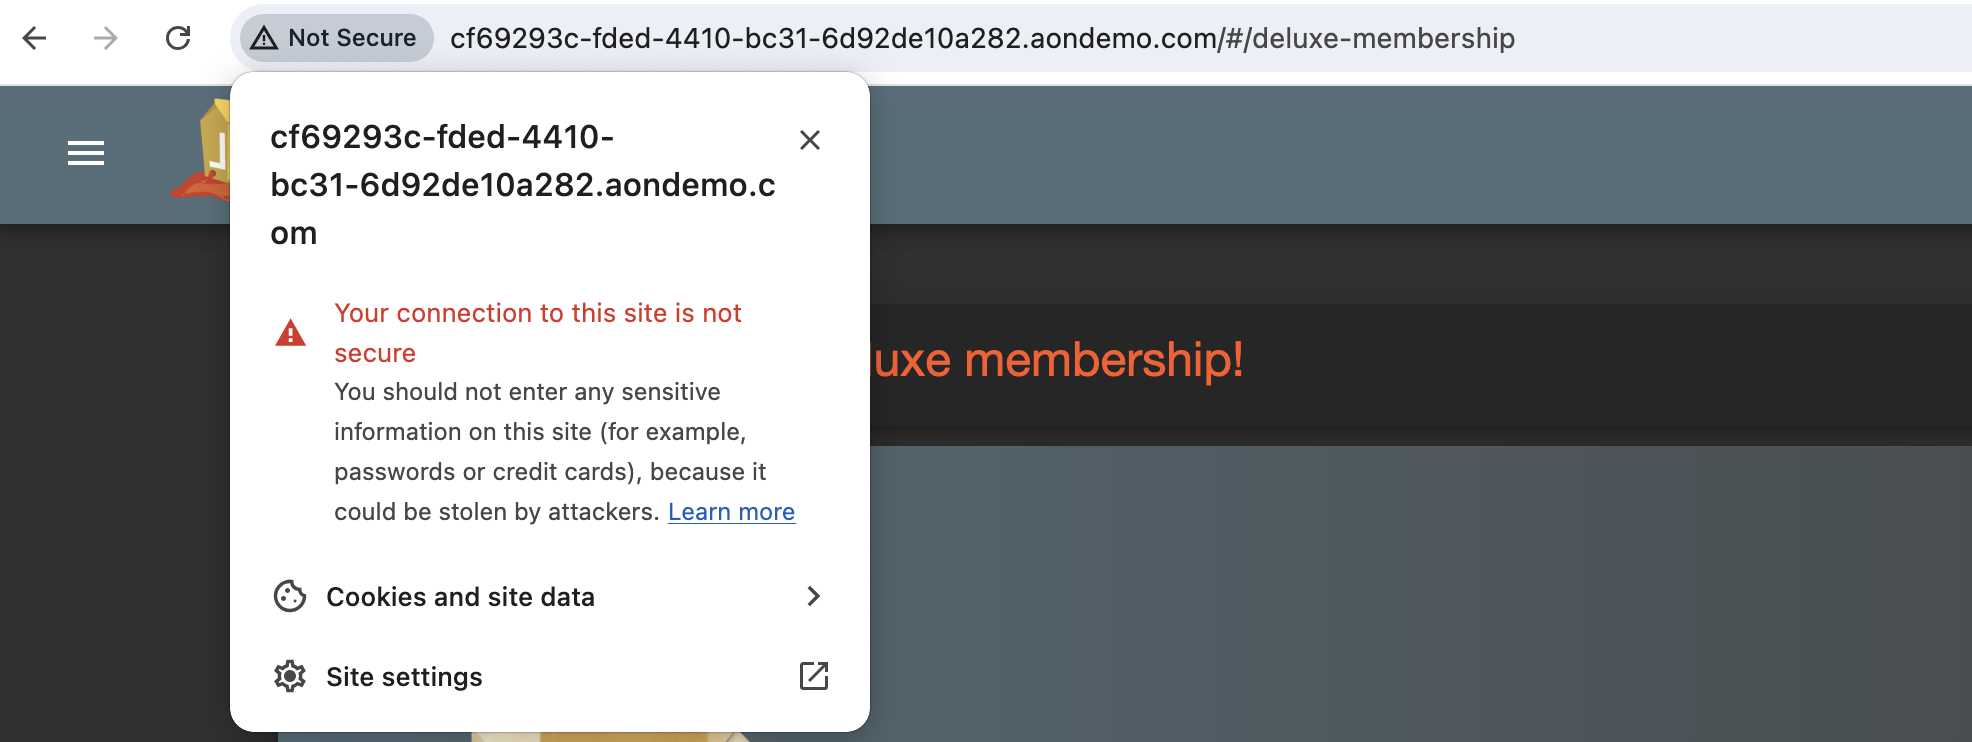 Not Secure cf69293c-fded-4410-bc31-6d92de10a282.aondemo.com/#/deluxe-membership
cf69293c-fded-4410-
bc31-6d92de10a282.aondemo.c
om
Your connection to this site is not
secure
You should not enter any sensitive
information on this site (for example,
passwords or credit cards), because it
could be stolen by attackers. Learn more
Cookies and site data
Site settings
luxe membership!